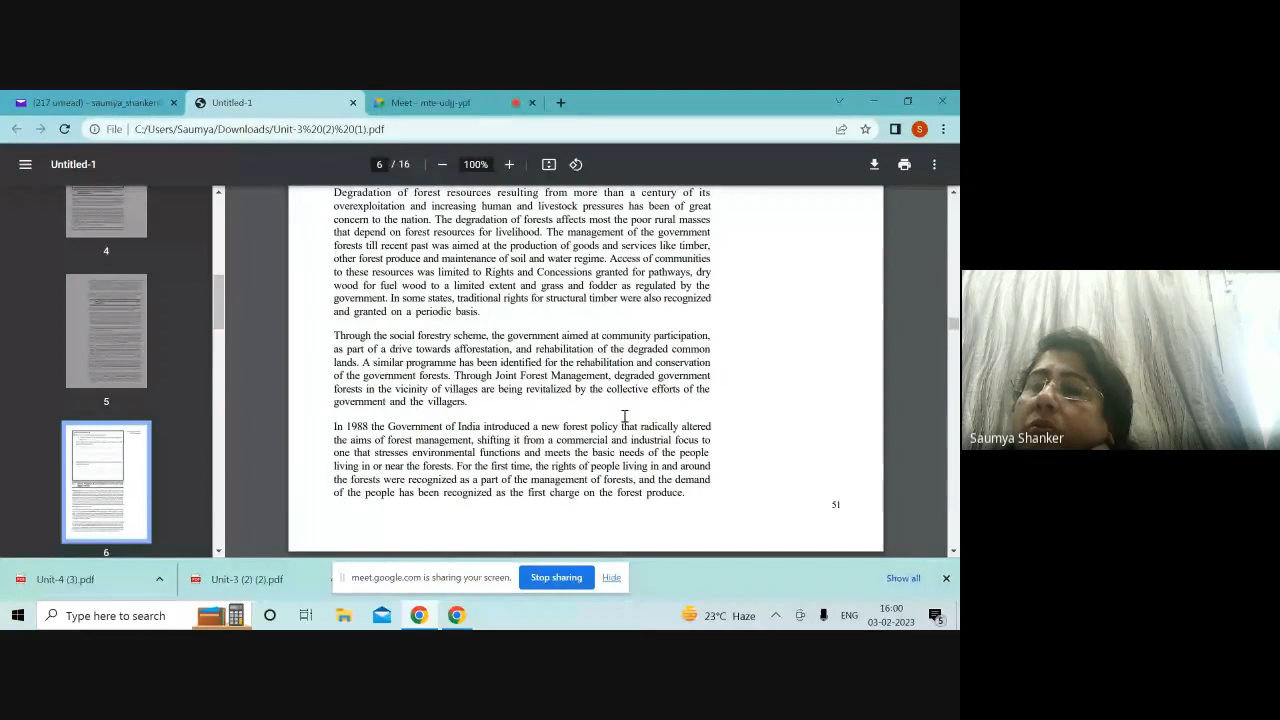 (217 unread) - saumya_shanker
Untitled-1
Meet - mte-udjj-ypf
File
C:/Users/Saumya/Downloads/Unit-3%20(2)%20(1).pdf
S
Untitled-1
6 / 16
100%
4
5
6
Degradation of forest resources resulting from more than a century of its
overexploitation and increasing human and livestock pressures has been of great
concern to the nation. The degradation of forests affects most the poor rural masses
that depend on forest resources for livelihood. The management of the government
forests till recent past was aimed at the production of goods and services like timber,
other forest produce and maintenance of soil and water regime. Access of communities
to these resources was limited to Rights and Concessions granted for pathways, dry
wood for fuel wood to a limited extent and grass and fodder as regulated by the
government. In some states, traditional rights for structural timber were also recognized
and granted on a periodic basis.
Through the social forestry scheme, the government aimed at community participation,
as part of a drive towards afforestation, and rehabilitation of the degraded common
lands. A similar programme has been identified for the rehabilitation and conservation
of the government forests. Through Joint Forest Management, degraded government
forests in the vicinity of villages are being revitalized by the collective efforts of the
government and the villagers.
In 1988 the Government of India introduced a new forest policy that radically altered
the aims of forest management, shifting it from a commercial and industrial focus to
one that stresses environmental functions and meets the basic needs of the people
living in or near the forests. For the first time, the rights of people living in and around
the forests were recognized as a part of the management of forests, and the demand
of the people has been recognized as the first charge on the forest produce.
51
Saumya Shanker
Unit-4 (3).pdf
Unit-3 (2) (2).pdf
meet.google.com is sharing your screen.
Stop sharing
Hide
Show all
Type here to search
23°C Haze
ENG
16:00
03-02-2023
5